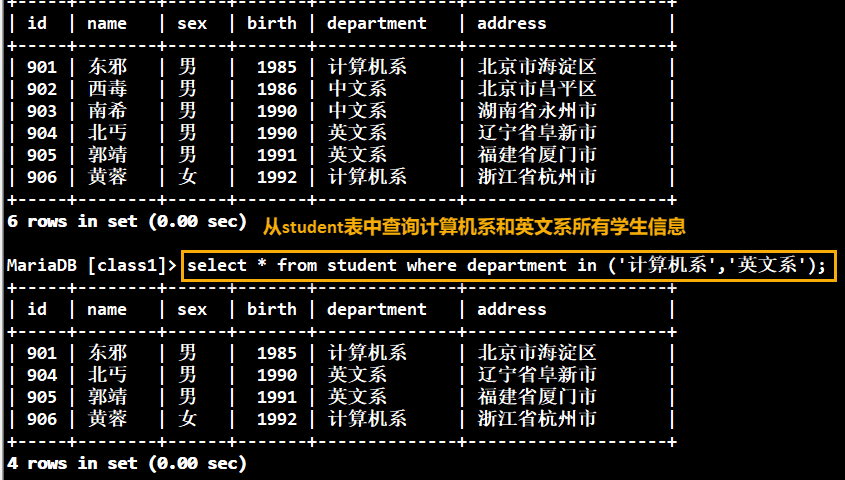 +-----+--------+------+-------+--------------+--------------------+
| id  | name   | sex  | birth | department   | address            |
+-----+--------+------+-------+--------------+--------------------+
| 901 | 东邪   | 男   |  1985 | 计算机系     | 北京市海淀区       |
| 902 | 西毒   | 男   |  1986 | 中文系       | 北京市昌平区       |
| 903 | 南希   | 男   |  1990 | 中文系       | 湖南省永州市       |
| 904 | 北丐   | 男   |  1990 | 英文系       | 辽宁省阜新市       |
| 905 | 郭靖   | 男   |  1991 | 英文系       | 福建省厦门市       |
| 906 | 黄蓉   | 女   |  1992 | 计算机系     | 浙江省杭州市       |
+-----+--------+------+-------+--------------+--------------------+
6 rows in set (0.00 sec) 从student表中查询计算机系和英文系所有学生信息
MariaDB [class1]> select * from student where department in ('计算机系','英文系');
+-----+--------+------+-------+--------------+--------------------+
| id  | name   | sex  | birth | department   | address            |
+-----+--------+------+-------+--------------+--------------------+
| 901 | 东邪   | 男   |  1985 | 计算机系     | 北京市海淀区       |
| 904 | 北丐   | 男   |  1990 | 英文系       | 辽宁省阜新市       |
| 905 | 郭靖   | 男   |  1991 | 英文系       | 福建省厦门市       |
| 906 | 黄蓉   | 女   |  1992 | 计算机系     | 浙江省杭州市       |
+-----+--------+------+-------+--------------+--------------------+
4 rows in set (0.00 sec)